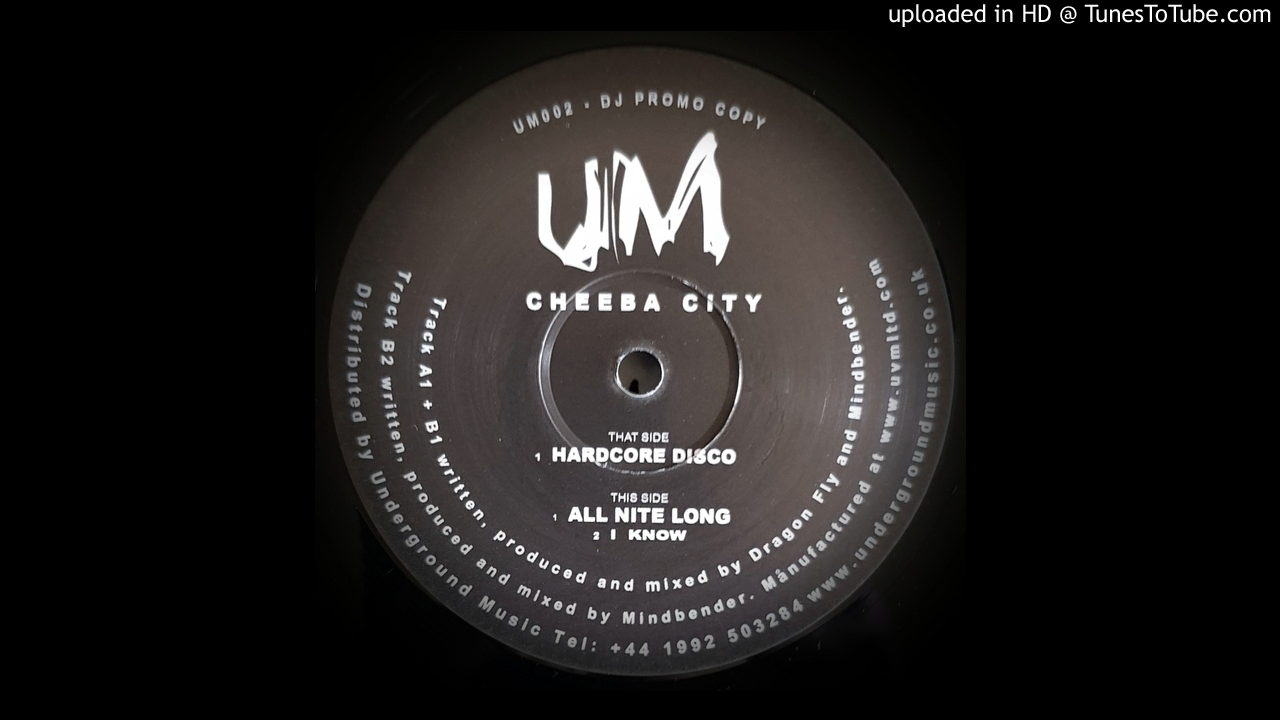 uploaded in HD @ TunesToTube.com
UM002 - DJ PROMO COPY
UM
CHEEBA CITY
THAT SIDE
1 HARDCORE DISCO
THIS SIDE
1 ALL NITE LONG
2 I KNOW
Track A1 + B1 written, produced and mixed by Dragon Fly and Mindbender.
Track B2 written, produced and mixed by Mindbender. Manufactured at www.uvmltd.com
Distributed by Underground Music Tel: +44 1992 503284 www.undergroundmusic.co.uk